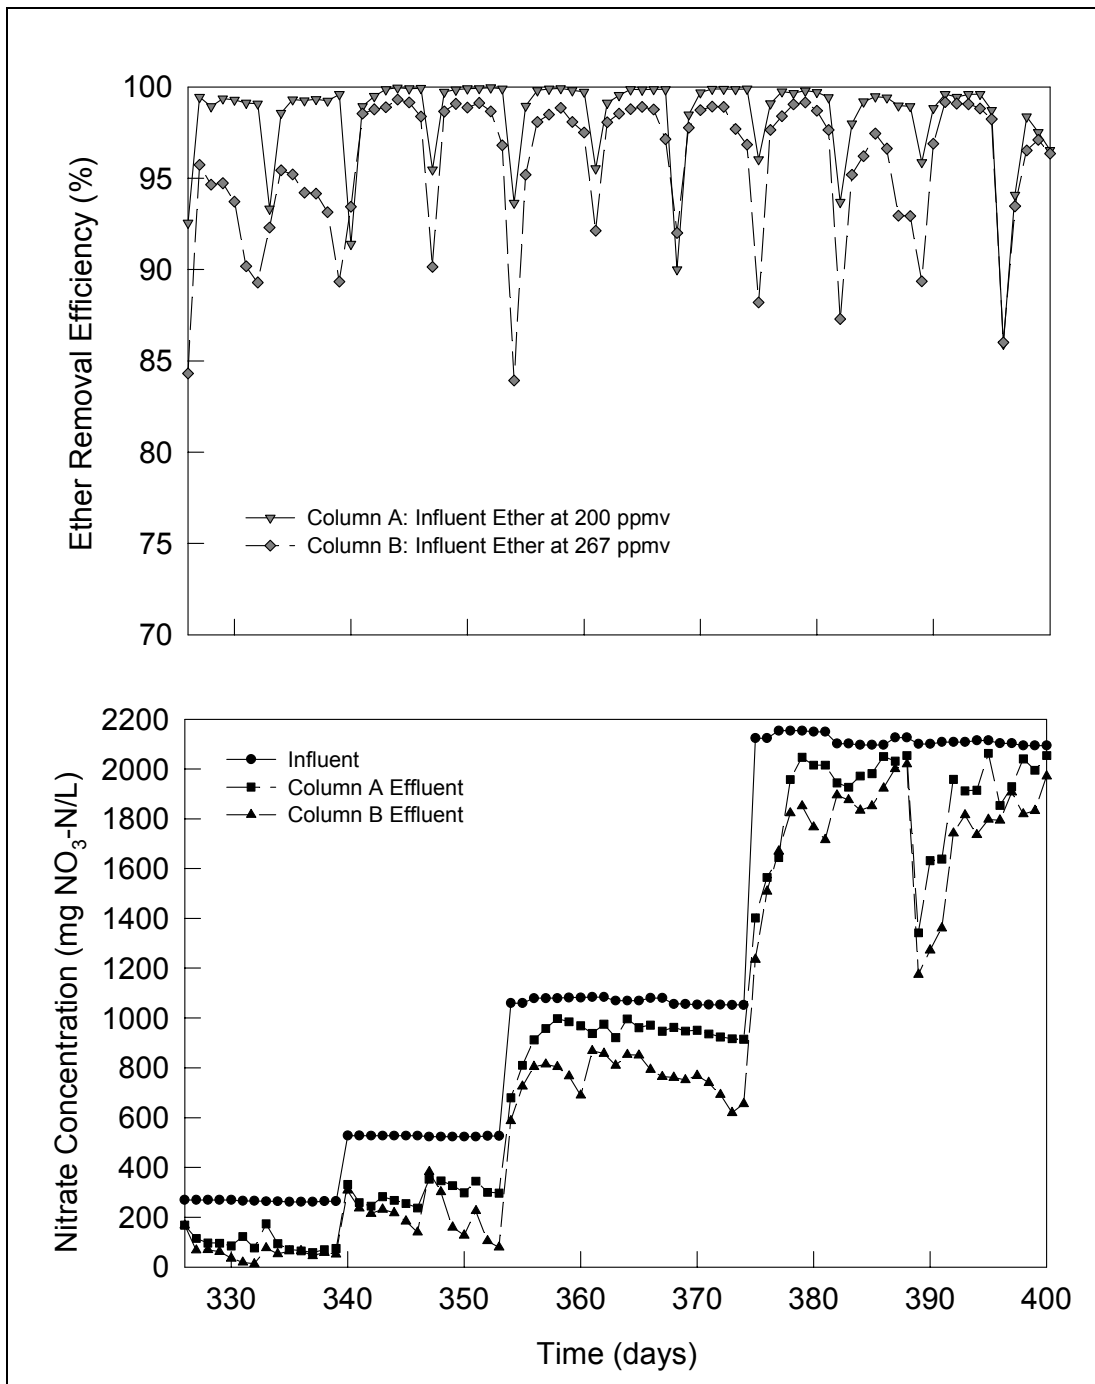 Ether Removal Efficiency (%)
100
95
90
85
80
75
70
Column A: Influent Ether at 200 ppmv
Column B: Influent Ether at 267 ppmv
Nitrate Concentration (mg NO₃-N/L)
2200
2000
1800
1600
1400
1200
1000
800
600
400
200
0
Influent
Column A Effluent
Column B Effluent
330 340 350 360 370 380 390 400
Time (days)